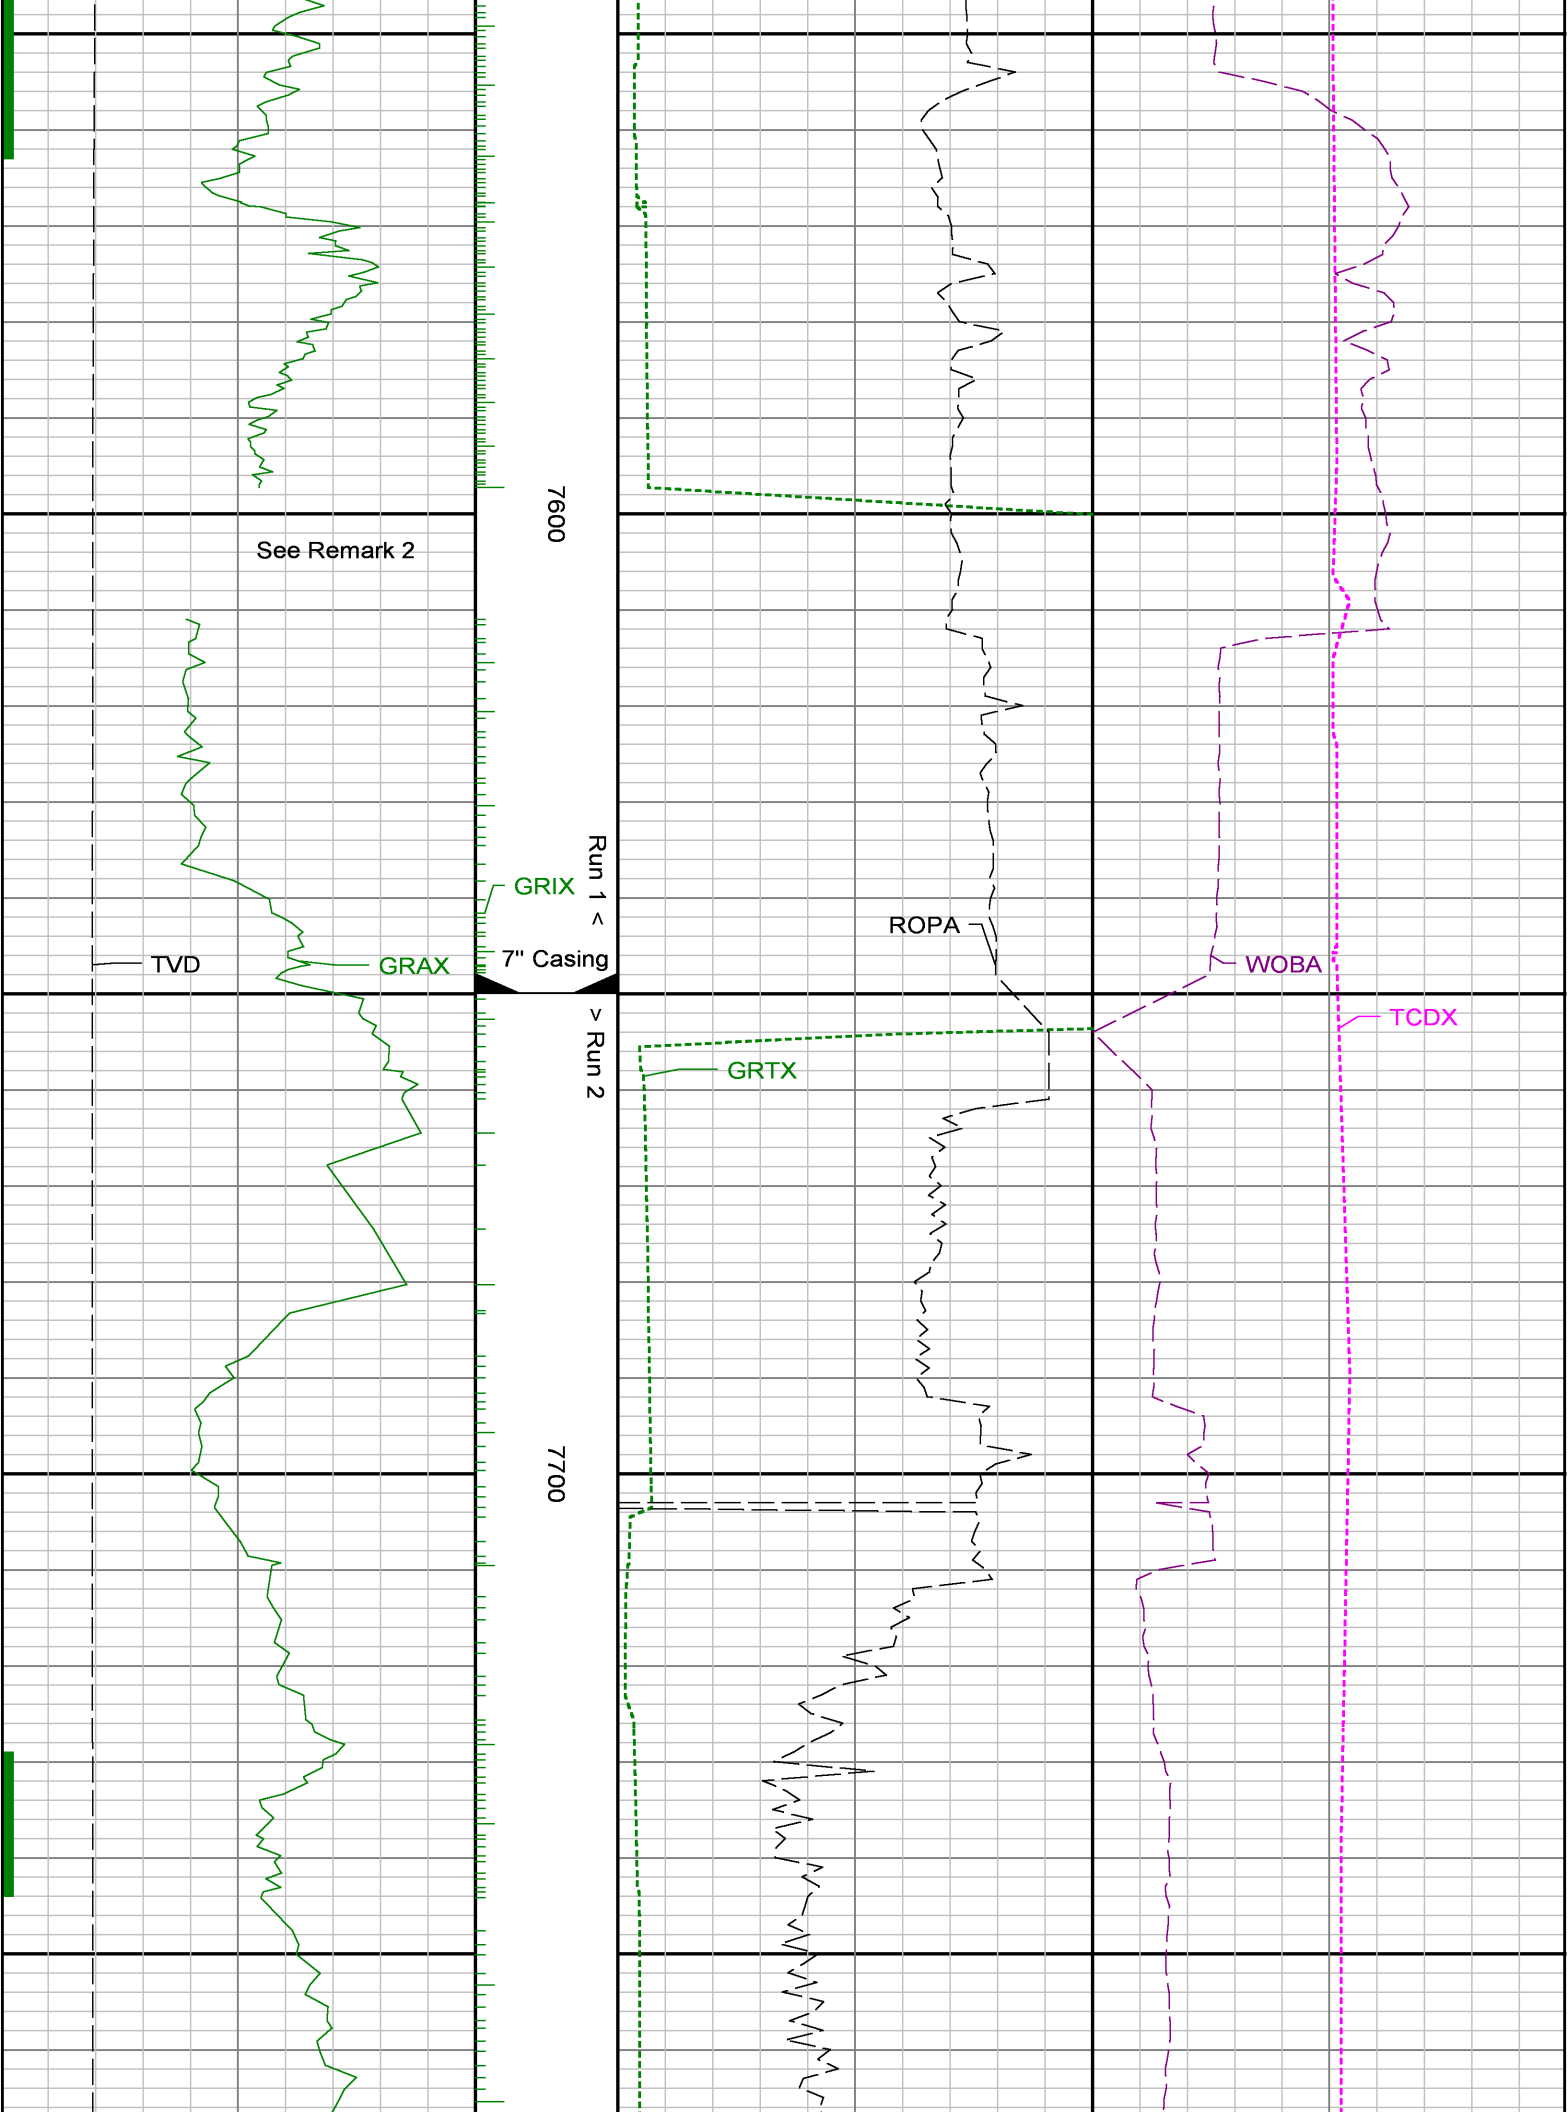 7600
See Remark 2
Run 1 <
GRIX
ROPA
7" Casing
TVD
GRAX
WOBA
> Run 2
TCDX
GRTX
7700